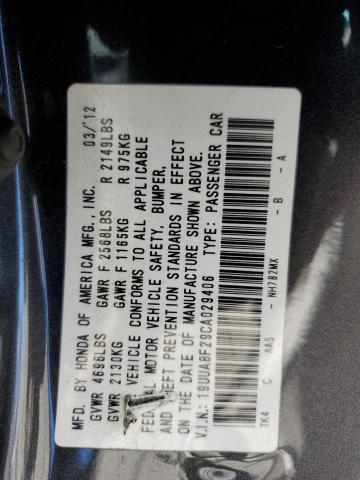 MFD. BY HONDA OF AMERICA MFG., INC. 03/'12
GVWR 4696LBS GAWR F 2568LBS R 2149LBS
GVWR 2130KG GAWR F 1165KG R 975KG
VEHICLE CONFORMS TO ALL APPLICABLE
MOTOR VEHICLE SAFETY, BUMPER,
AND THEFT PREVENTION STANDARDS IN EFFECT
ON THE DATE OF MANUFACTURE SHOWN ABOVE.
V.I.N.: 19UUA8F29CA029406 TYPE: PASSENGER CAR
TK4 C AA5 - NH782MX - B - A